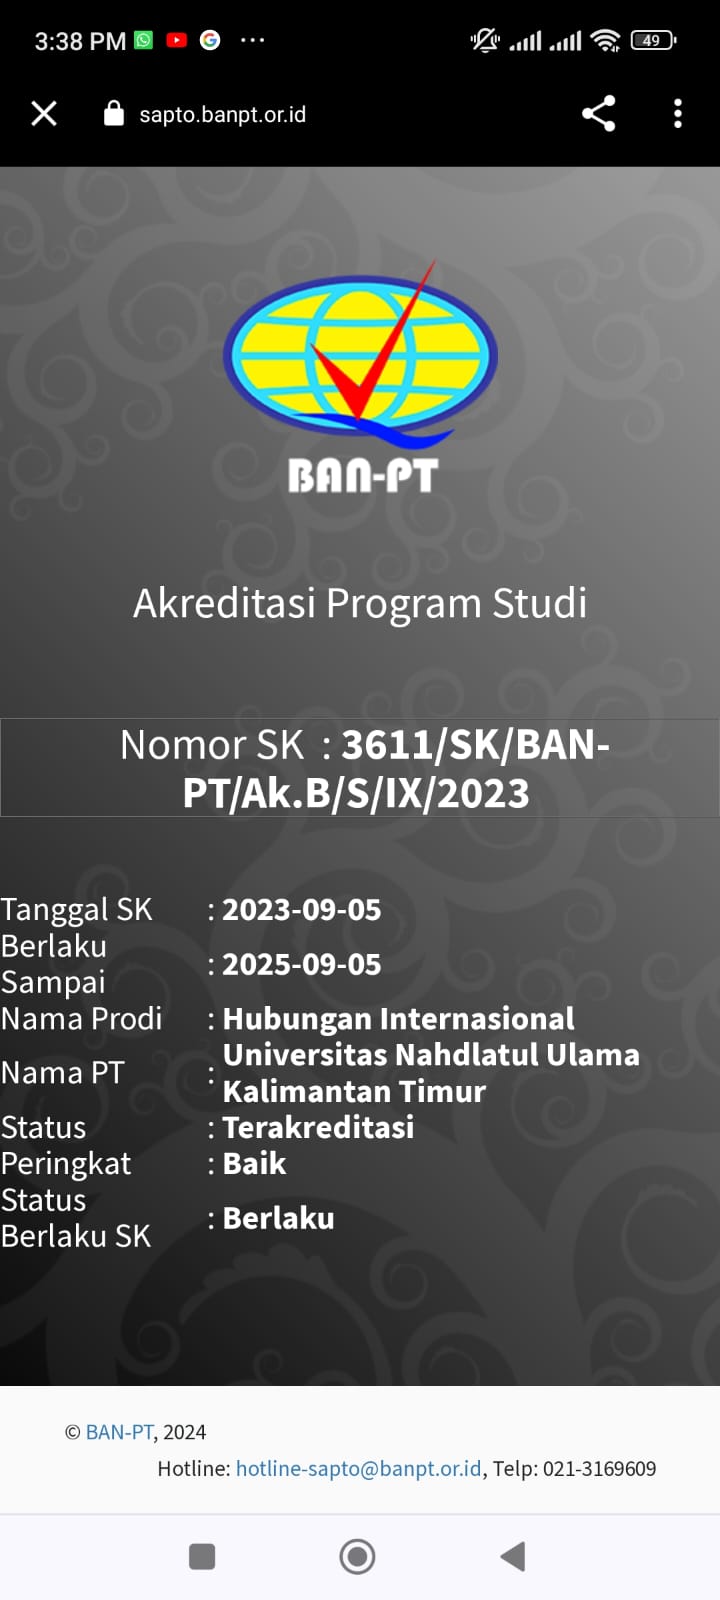 3:38 PM
49
sapto.banpt.or.id
BAN-PT
Akreditasi Program Studi
Nomor SK : 3611/SK/BAN-
PT/Ak.B/S/IX/2023
Tanggal SK : 2023-09-05
Berlaku
Sampai : 2025-09-05
Nama Prodi : Hubungan Internasional
Nama PT : Universitas Nahdlatul Ulama
Kalimantan Timur
Status : Terakreditasi
Peringkat : Baik
Status
Berlaku SK : Berlaku
© BAN-PT, 2024
Hotline: hotline-sapto@banpt.or.id, Telp: 021-3169609